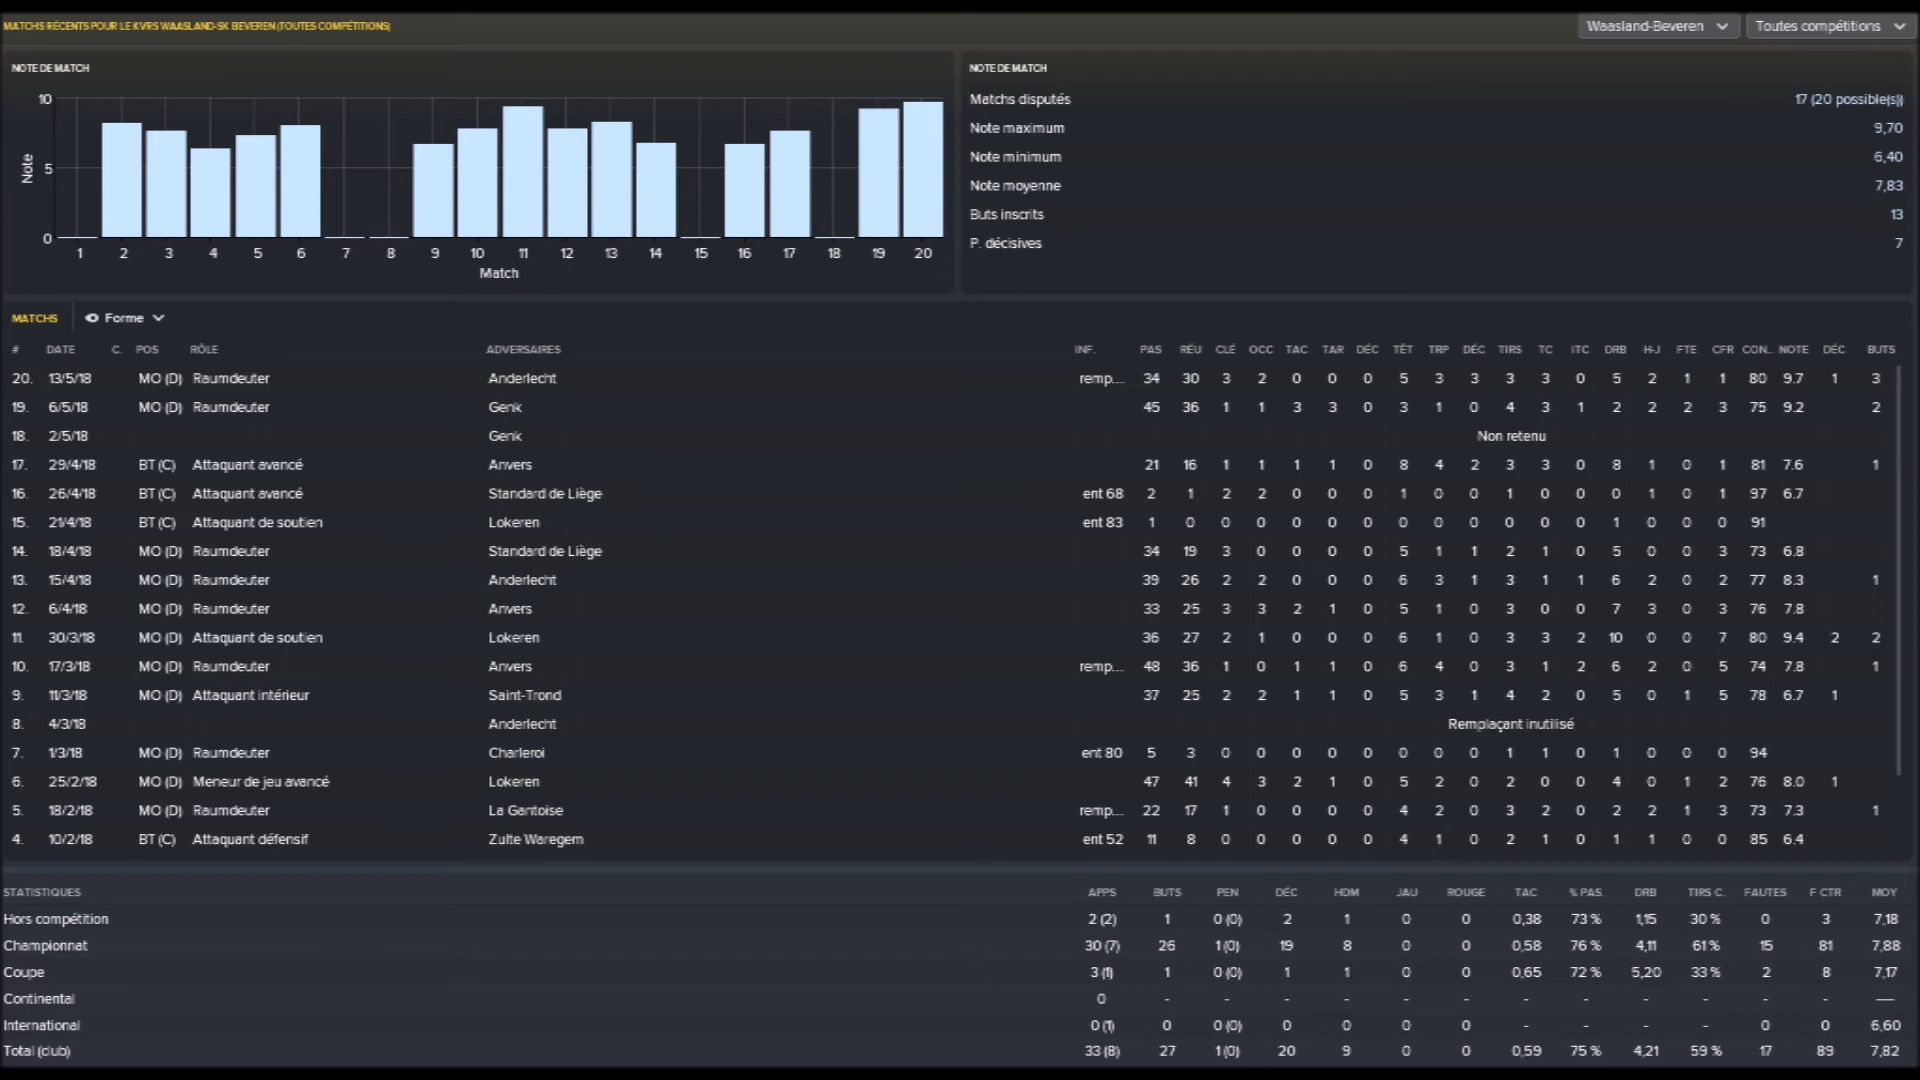 MATCHS RÉCENTS POUR LE KVRS WAASLAND-SK BEVEREN (TOUTES COMPÉTITIONS)
Waasland-Beveren Toutes compétitions
NOTE DE MATCH
10
5
0
Note
1 2 3 4 5 6 7 8 9 10 11 12 13 14 15 16 17 18 19 20
Match
NOTE DE MATCH
Matchs disputés 17 (20 possible(s))
Note maximum 9,70
Note minimum 6,40
Note moyenne 7,83
Buts inscrits 13
P. décisives 7
MATCHS Forme
# DATE C. POS RÔLE ADVERSAIRES INF. PAS RÉU CLÉ OCC TAC TAR DÉC TÊT TRP DÉC TIRS TC ITC DRB H-J FTE CFR CON... NOTE DÉC BUTS
20. 13/5/18 MO (D) Raumdeuter Anderlecht remp.... 34 30 3 2 0 0 0 5 3 3 3 3 0 5 2 1 1 80 9.7 1 3
19. 6/5/18 MO (D) Raumdeuter Genk 45 36 1 1 3 3 0 3 1 0 4 3 1 2 2 2 3 75 9.2 2
18. 2/5/18 Genk Non retenu
17. 29/4/18 BT (C) Attaquant avancé Anvers 21 16 1 1 1 1 0 8 4 2 3 3 0 8 1 0 1 81 7.6 1
16. 26/4/18 BT (C) Attaquant avancé Standard de Liège ent 68 2 1 2 2 0 0 0 1 0 0 1 0 0 0 1 0 1 97 6.7
15. 21/4/18 BT (C) Attaquant de soutien Lokeren ent 83 1 0 0 0 0 0 0 0 0 0 0 0 0 1 0 0 0 91
14. 18/4/18 MO (D) Raumdeuter Standard de Liège 34 19 3 0 0 0 0 5 1 1 2 1 0 5 0 0 3 73 6.8
13. 15/4/18 MO (D) Raumdeuter Anderlecht 39 26 2 2 0 0 0 6 3 1 3 1 1 6 2 0 2 77 8.3 1
12. 6/4/18 MO (D) Raumdeuter Anvers 33 25 3 3 2 1 0 5 1 0 3 0 0 7 3 0 3 76 7.8
11. 30/3/18 MO (D) Attaquant de soutien Lokeren 36 27 2 1 0 0 0 6 1 0 3 3 2 10 0 0 7 80 9.4 2 2
10. 17/3/18 MO (D) Raumdeuter Anvers remp.... 48 36 1 0 1 1 0 6 4 0 3 1 2 6 2 0 5 74 7.8 1
9. 11/3/18 MO (D) Attaquant intérieur Saint-Trond 37 25 2 2 1 1 0 5 3 1 4 2 0 5 0 1 5 78 6.7 1
8. 4/3/18 Anderlecht Remplaçant inutilisé
7. 1/3/18 MO (D) Raumdeuter Charleroi ent 80 5 3 0 0 0 0 0 0 0 0 1 1 0 1 0 0 0 94
6. 25/2/18 MO (D) Meneur de jeu avancé Lokeren 47 41 4 3 2 1 0 5 2 0 2 0 0 4 0 1 2 76 8.0 1
5. 18/2/18 MO (D) Raumdeuter La Gantoise remp.... 22 17 1 0 0 0 0 4 2 0 3 2 0 2 2 1 3 73 7.3 1
4. 10/2/18 BT (C) Attaquant défensif Zulte Waregem ent 52 11 8 0 0 0 0 0 4 1 0 2 1 0 1 1 0 0 85 6.4
STATISTIQUES APPS BUTS PEN DÉC HDM JAU ROUGE TAC % PAS. DRB TIRS C. FAUTES F CTR MOY
Hors compétition 2 (2) 1 0 (0) 2 1 0 0 0,38 73 % 1,15 30 % 0 3 7,18
Championnat 30 (7) 26 1 (0) 19 8 0 0 0,58 76 % 4,11 61 % 15 81 7,88
Coupe 3 (1) 1 0 (0) 1 1 0 0 0,65 72 % 5,20 33 % 2 8 7,17
Continental 0 - - - - - - - - - - - - ----
International 0 (1) 0 0 (0) 0 0 0 0 - - - - 0 0 6,60
Total (club) 33 (8) 27 1 (0) 20 9 0 0 0,59 75 % 4,21 59 % 17 89 7,82